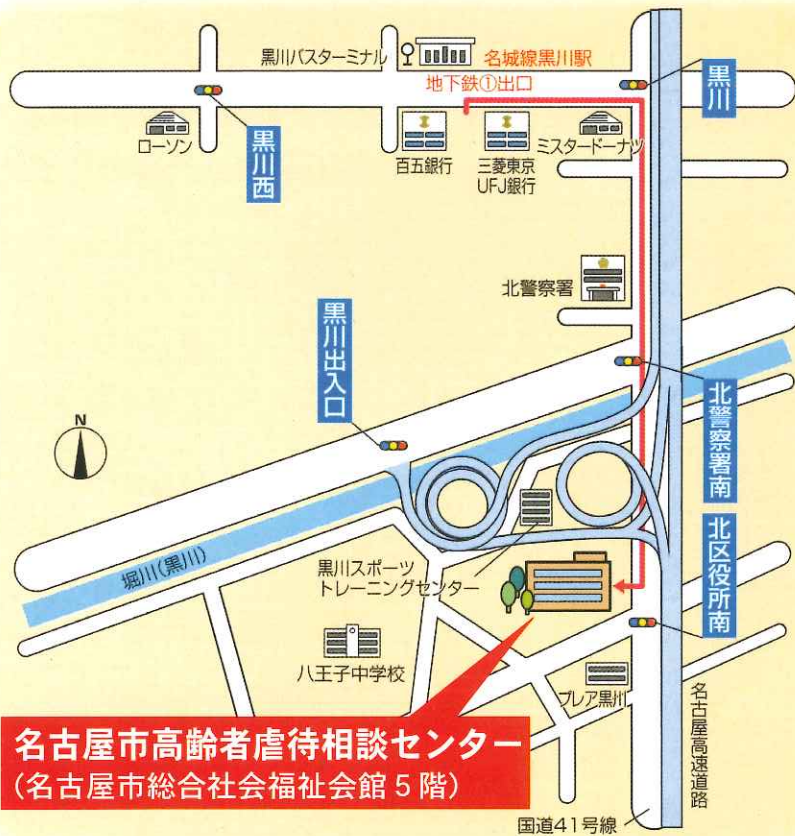 黒川バスターミナル
名城線黒川駅
地下鉄①出口
黒川
ローソン
黒川西
百五銀行
三菱東京
UFJ銀行
ミスタードーナツ
北警察署
黒川出入口
N
北警察署南
堀川(黒川)
黒川スポーツ
トレーニングセンター
北区役所南
八王子中学校
プレア黒川
名古屋高速道路
名古屋市高齢者虐待相談センター
(名古屋市総合社会福祉会館5階)
国道41号線